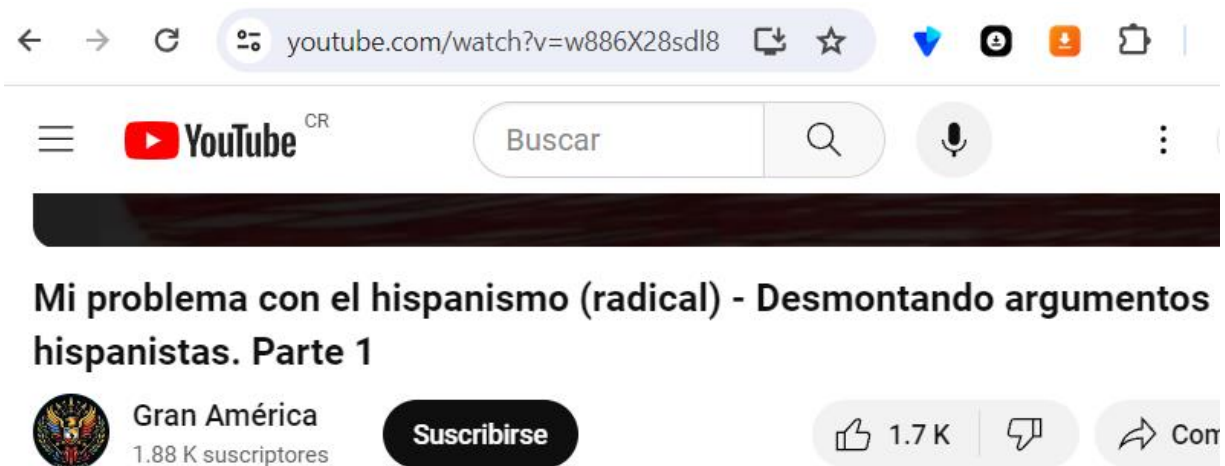 youtube.com/watch?v=w886X28sdl8
YouTube CR
Buscar
Mi problema con el hispanismo (radical) - Desmontando argumentos
hispanistas. Parte 1
Gran América
1.88 K suscriptores
Suscribirse
1.7 K
Com